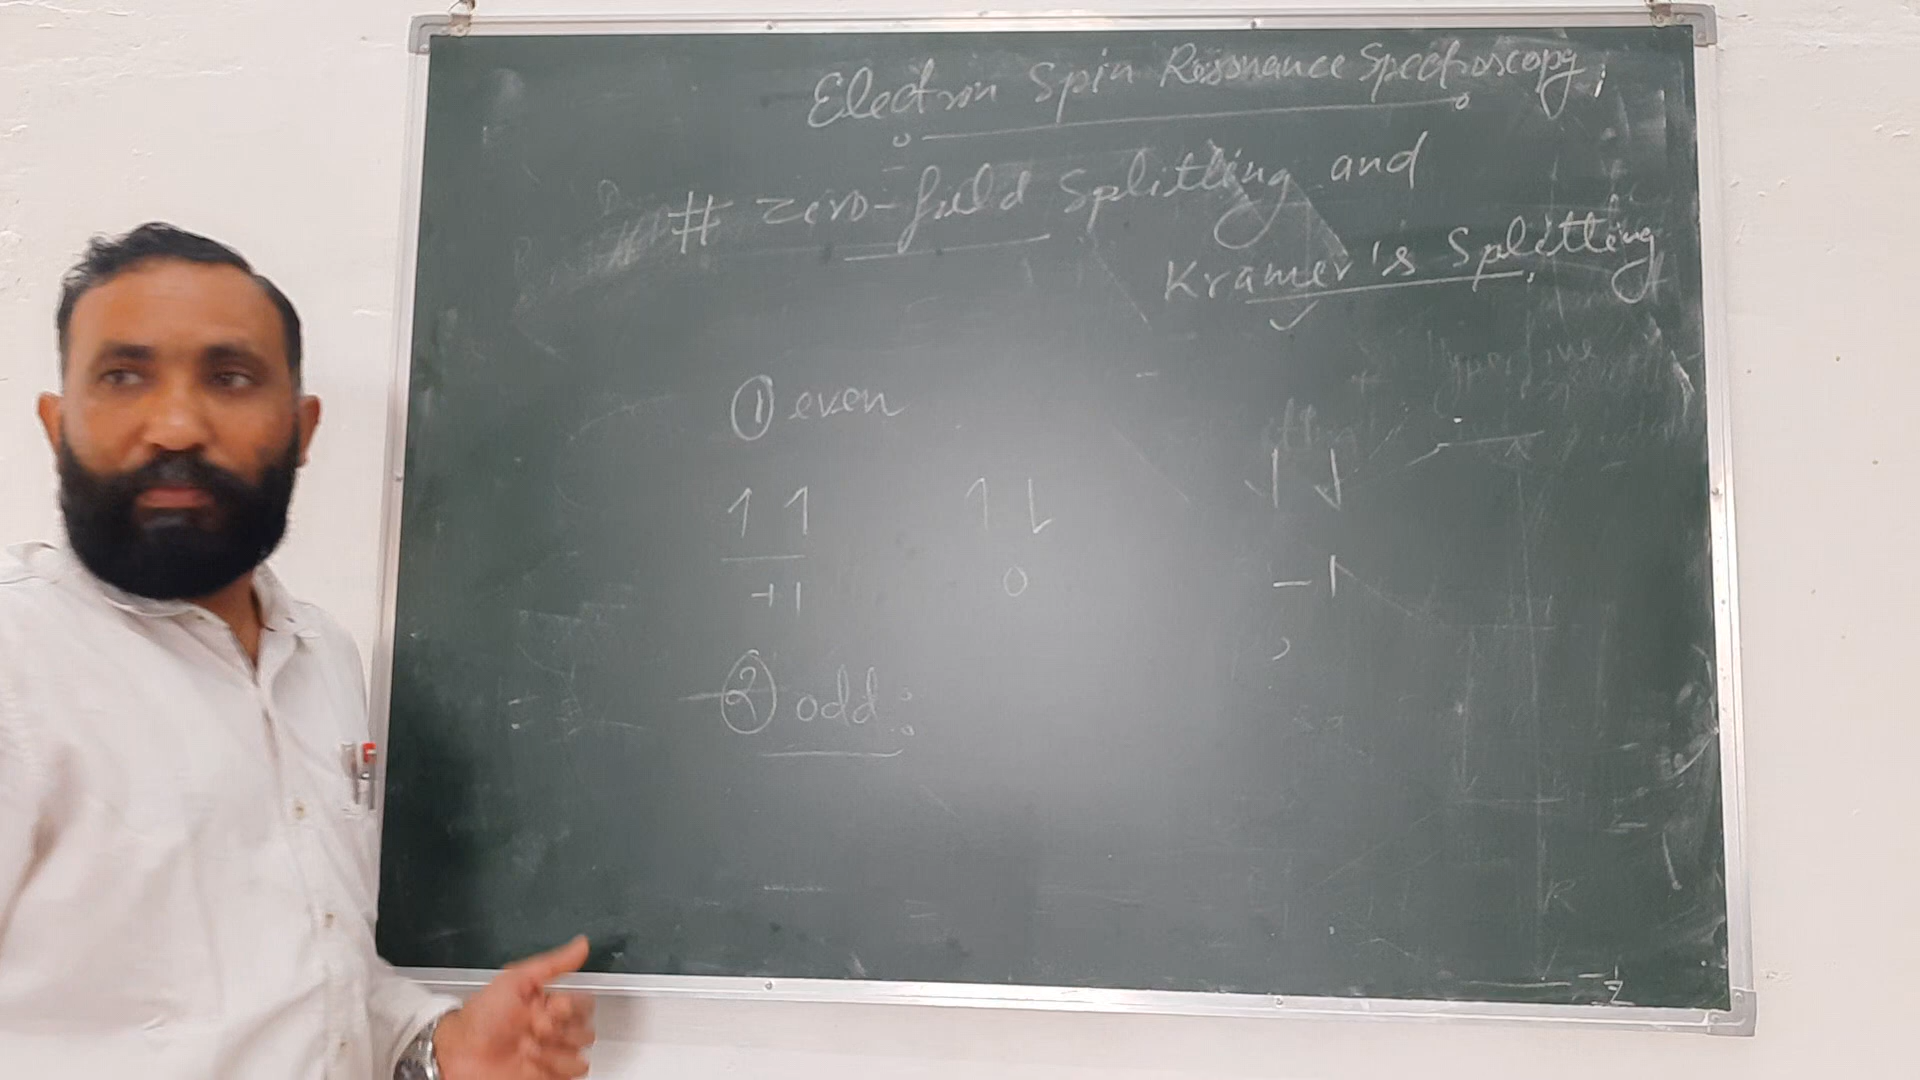 Electron Spin Resonance Spectroscopy;
# Zero-field Splitting and
Kramer's Splitting
① even
↿ ↿ ↿ ⇂ ⇃ ⇃
+1 0 -1
② odd: